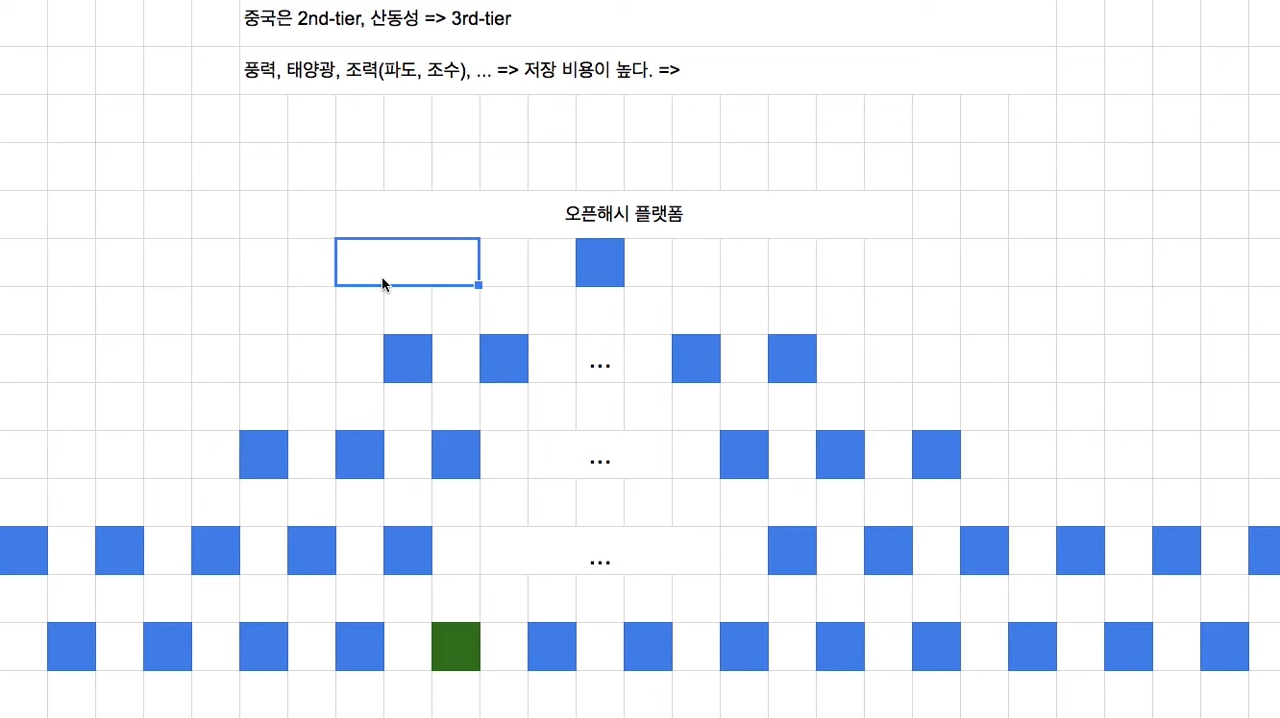 중국은 2nd-tier, 산동성 => 3rd-tier
풍력, 태양광, 조력(파도, 조수), ... => 저장 비용이 높다. =>
오픈해시 플랫폼
...
...
...